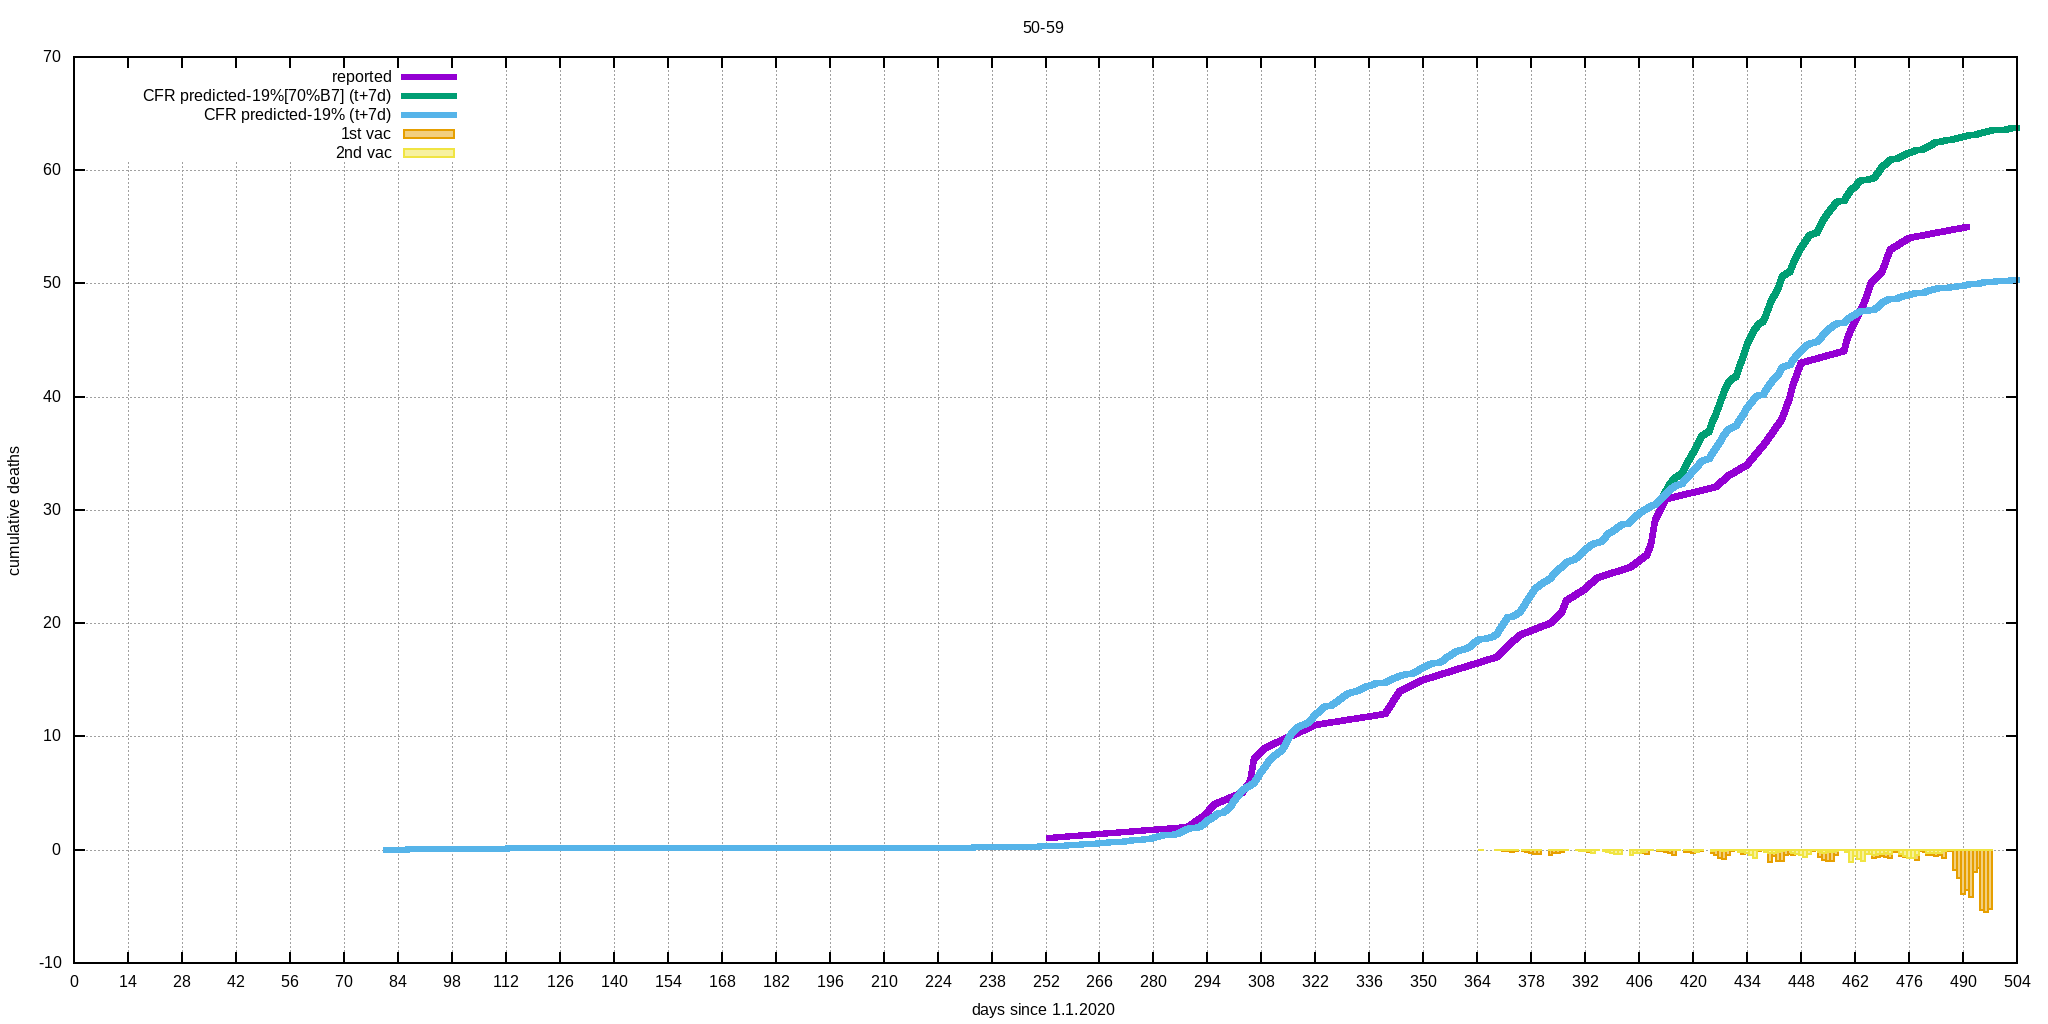 50-59
70
60
50
40
30
20
10
0
-10
cumulative deaths
reported
CFR predicted-19%[70%B7] (t+7d)
CFR predicted-19% (t+7d)
1st vac
2nd vac
0 14 28 42 56 70 84 98 112 126 140 154 168 182 196 210 224 238 252 266 280 294 308 322 336 350 364 378 392 406 420 434 448 462 476 490 504
days since 1.1.2020